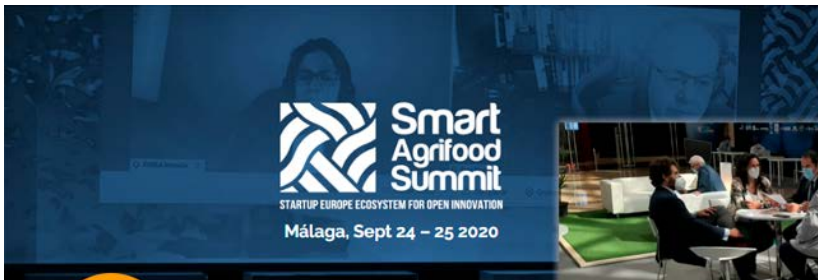 Smart
Agrifood
Summit
STARTUP EUROPE ECOSYSTEM FOR OPEN INNOVATION
Málaga, Sept 24 – 25 2020